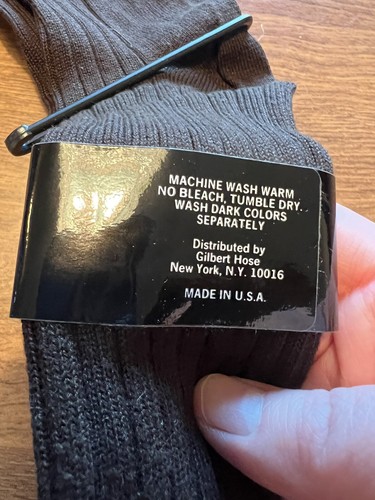 MACHINE WASH WARM
NO BLEACH, TUMBLE DRY.
WASH DARK COLORS
SEPARATELY
Distributed by
Gilbert Hose
New York, N.Y. 10016
MADE IN U.S.A.